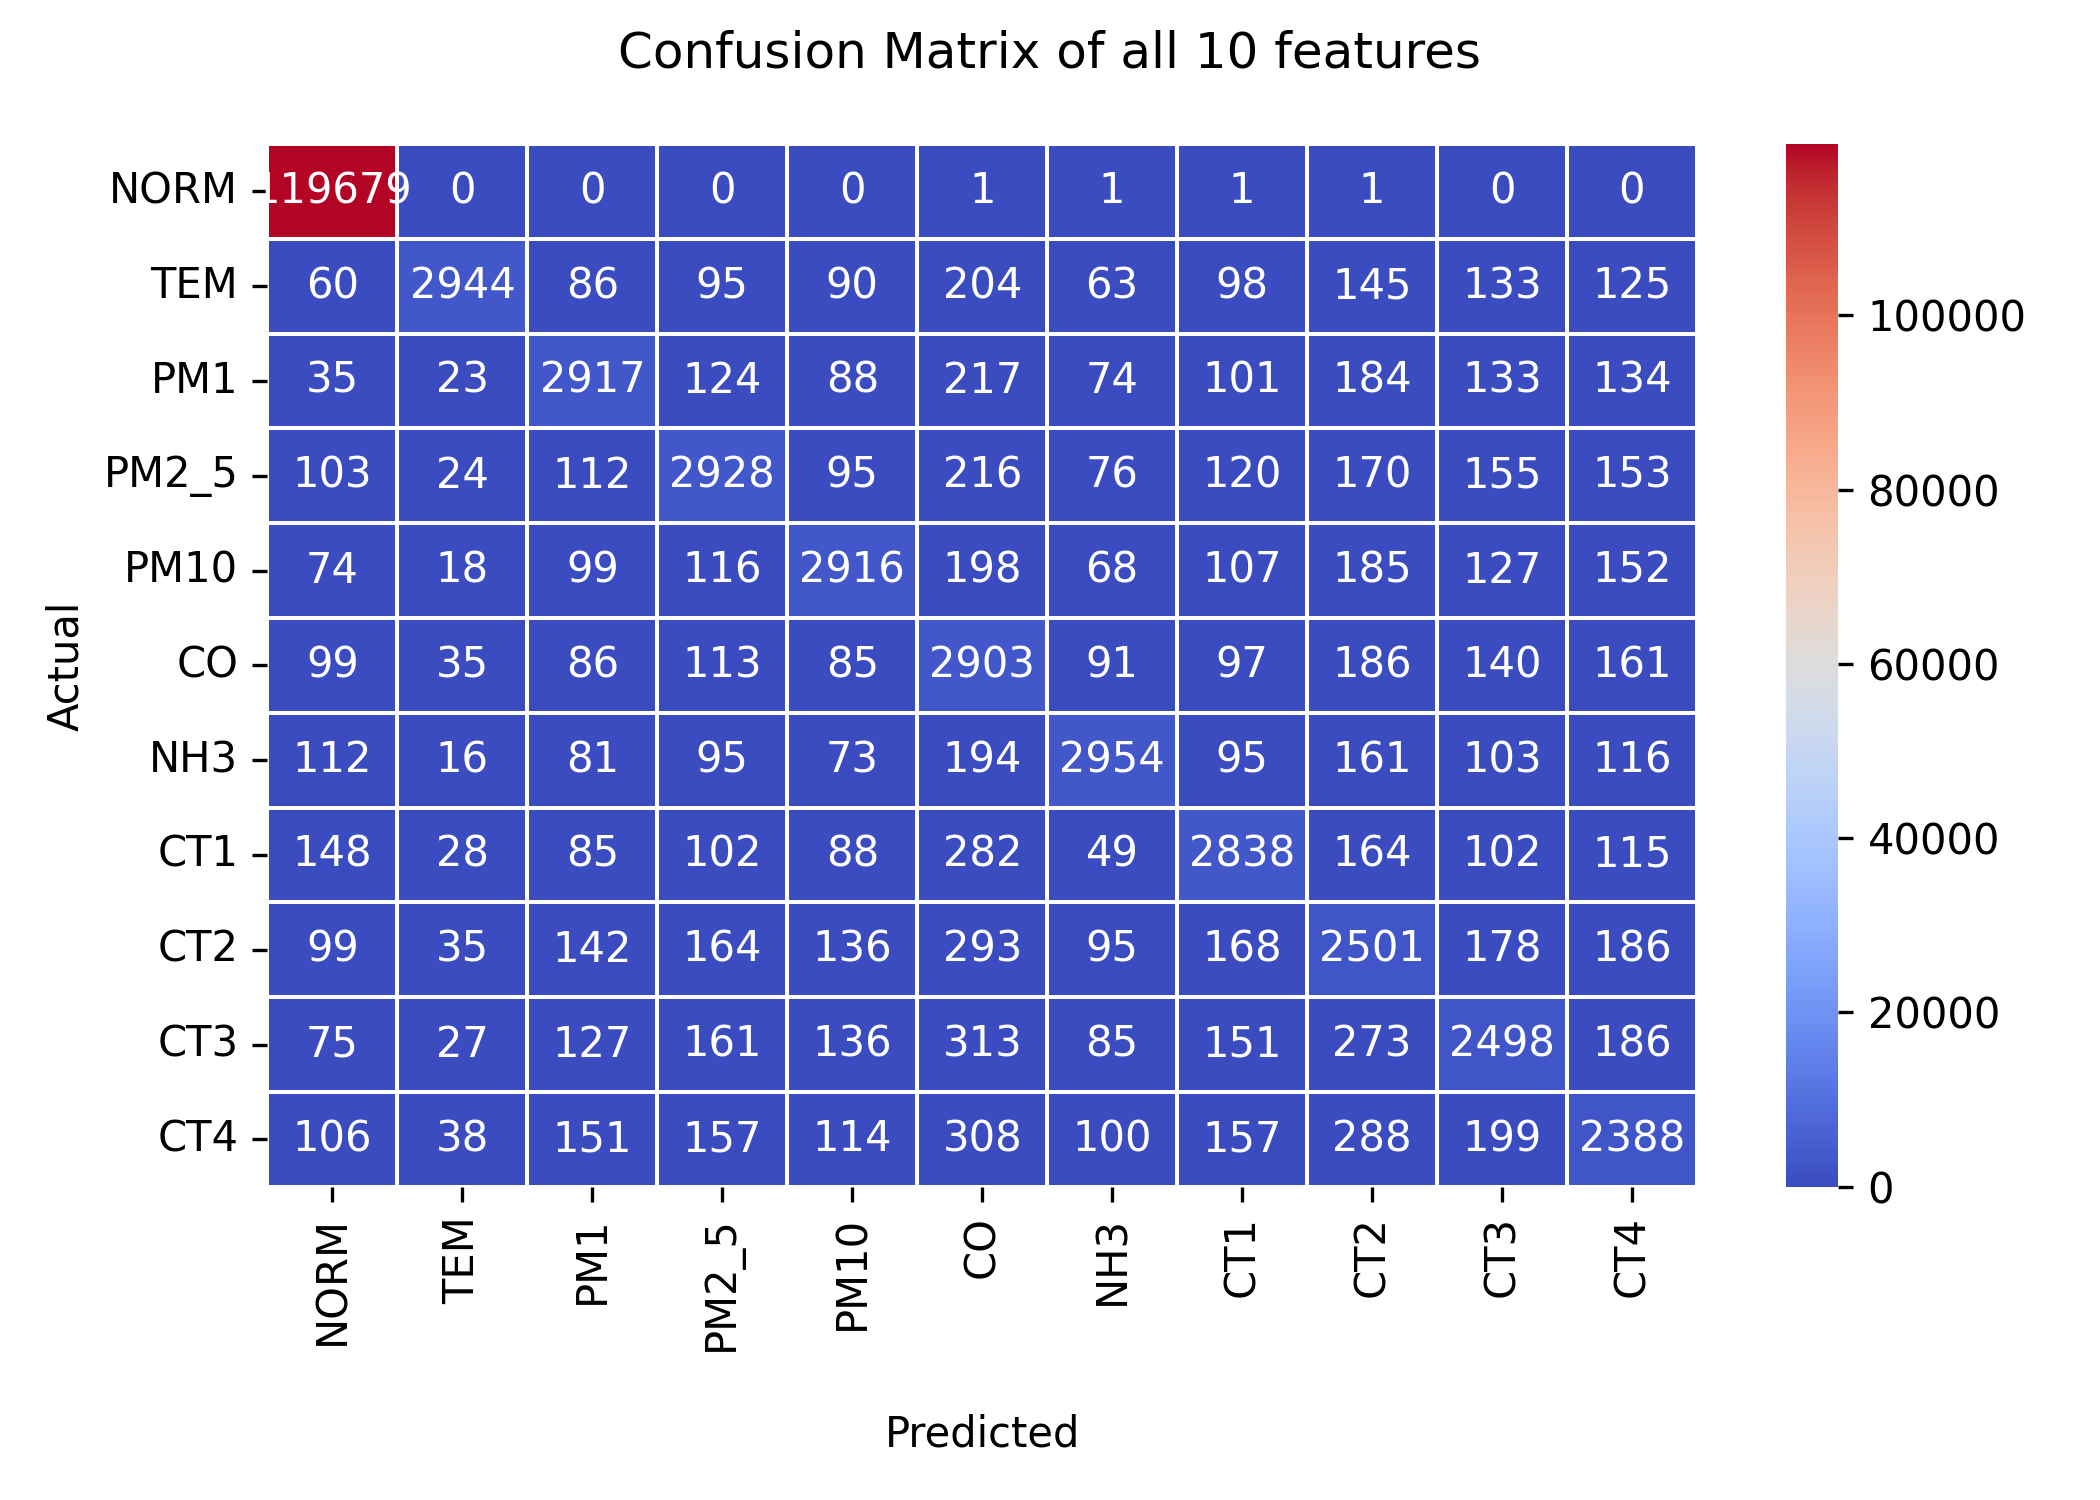 Confusion Matrix of all 10 features
NORM 119679 0 0 0 0 1 1 1 1 0 0
TEM 60 2944 86 95 90 204 63 98 145 133 125
PM1 35 23 2917 124 88 217 74 101 184 133 134
PM2_5 103 24 112 2928 95 216 76 120 170 155 153
PM10 74 18 99 116 2916 198 68 107 185 127 152
CO 99 35 86 113 85 2903 91 97 186 140 161
NH3 112 16 81 95 73 194 2954 95 161 103 116
CT1 148 28 85 102 88 282 49 2838 164 102 115
CT2 99 35 142 164 136 293 95 168 2501 178 186
CT3 75 27 127 161 136 313 85 151 273 2498 186
CT4 106 38 151 157 114 308 100 157 288 199 2388
NORM TEM PM1 PM2_5 PM10 CO NH3 CT1 CT2 CT3 CT4
Actual
Predicted
100000
80000
60000
40000
20000
0